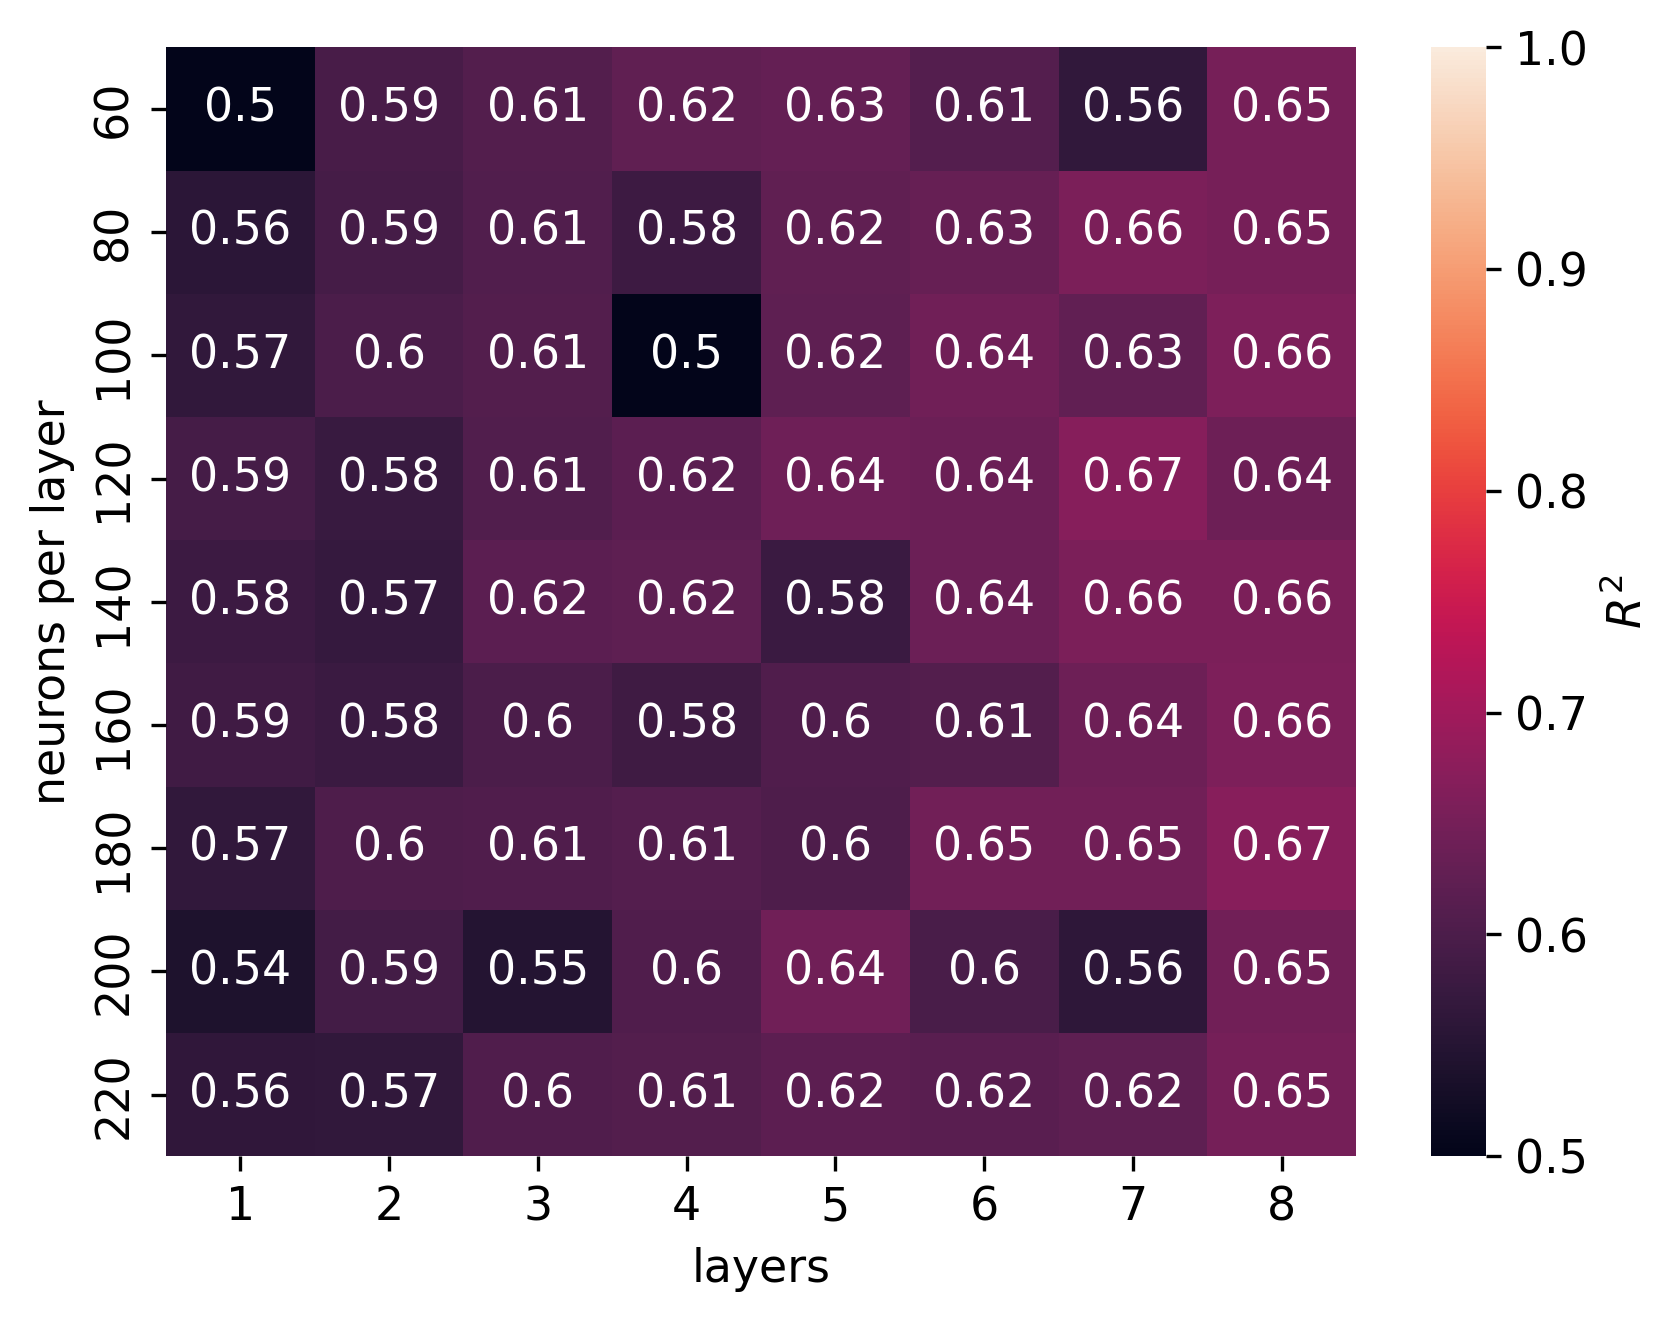 60 0.5 0.59 0.61 0.62 0.63 0.61 0.56 0.65
80 0.56 0.59 0.61 0.58 0.62 0.63 0.66 0.65
100 0.57 0.6 0.61 0.5 0.62 0.64 0.63 0.66
120 0.59 0.58 0.61 0.62 0.64 0.64 0.67 0.64
140 0.58 0.57 0.62 0.62 0.58 0.64 0.66 0.66
160 0.59 0.58 0.6 0.58 0.6 0.61 0.64 0.66
180 0.57 0.6 0.61 0.61 0.6 0.65 0.65 0.67
200 0.54 0.59 0.55 0.6 0.64 0.6 0.56 0.65
220 0.56 0.57 0.6 0.61 0.62 0.62 0.62 0.65
1 2 3 4 5 6 7 8
layers
neurons per layer
1.0
0.9
0.8
0.7
0.6
0.5
R²